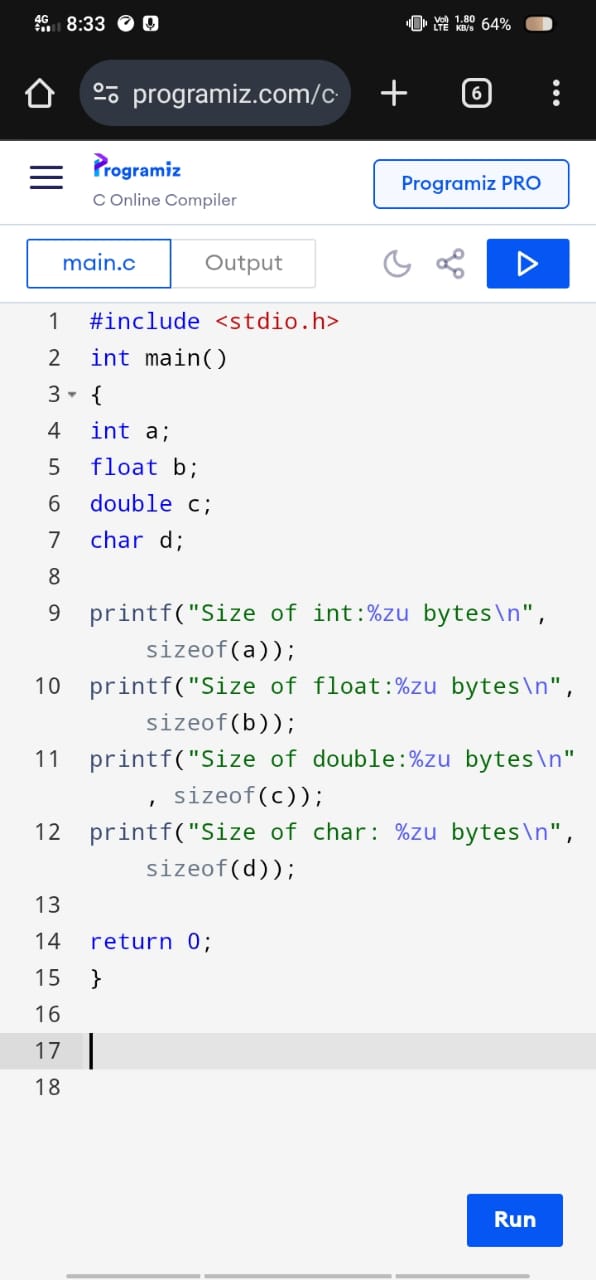 4G 8:33 Vo) LTE 1.80 KB/s 64%
programiz.com/c 6
Programiz
C Online Compiler
Programiz PRO
main.c Output
1 #include <stdio.h>
2 int main()
3 {
4 int a;
5 float b;
6 double c;
7 char d;
8
9 printf("Size of int:%zu bytes\n",
sizeof(a));
10 printf("Size of float:%zu bytes\n",
sizeof(b));
11 printf("Size of double:%zu bytes\n"
, sizeof(c));
12 printf("Size of char: %zu bytes\n",
sizeof(d));
13
14 return 0;
15 }
16
17
18
Run